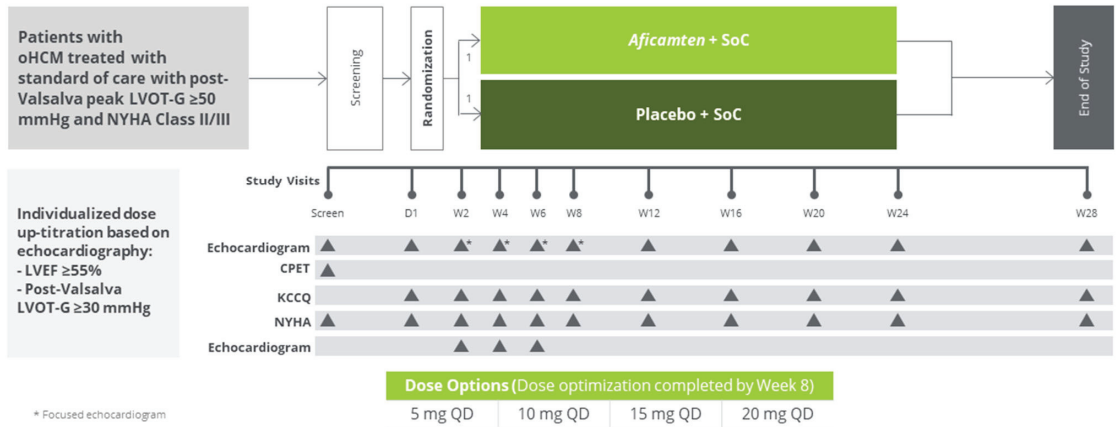 Patients with
oHCM treated with
standard of care with post-
Valsalva peak LVOT-G ≥50
mmHg and NYHA Class II/III
Screening
Randomization
1
1
Aficamten + SoC
Placebo + SoC
End of Study
Individualized dose
up-titration based on
echocardiography:
- LVEF ≥55%
- Post-Valsalva
LVOT-G ≥30 mmHg
Study Visits
Screen D1 W2 W4 W6 W8 W12 W16 W20 W24 W28
Echocardiogram * * * *
CPET
KCCQ
NYHA
Echocardiogram
Dose Options (Dose optimization completed by Week 8)
5 mg QD 10 mg QD 15 mg QD 20 mg QD
* Focused echocardiogram